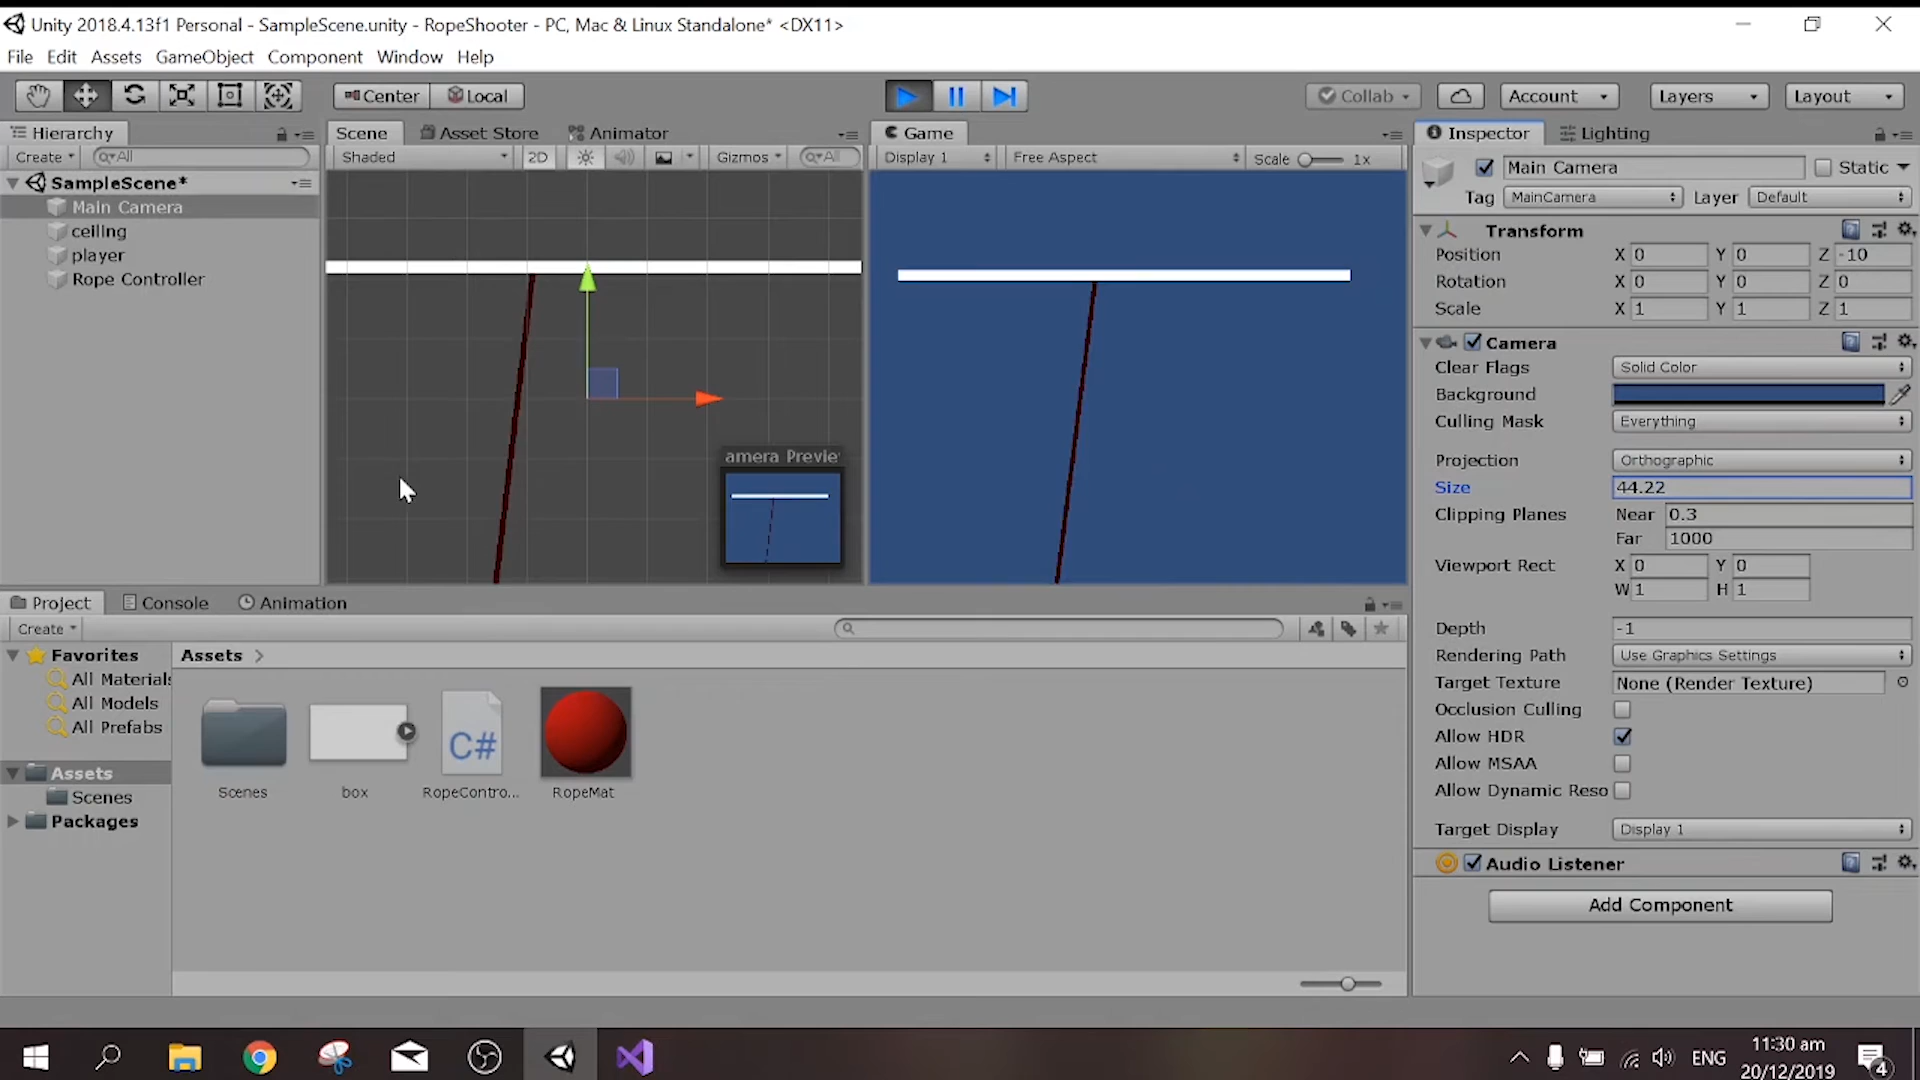 Unity 2018.4.13f1 Personal - SampleScene.unity - RopeShooter - PC, Mac & Linux Standalone* <DX11>
File Edit Assets GameObject Component Window Help
Center Local Collab Account Layers Layout
Hierarchy Scene Asset Store Animator Game Inspector Lighting
Create All Shaded 2D Gizmos All Display 1 Free Aspect Scale 1x
SampleScene*
Main Camera
ceiling
player
Rope Controller
amera Previe
Main Camera Static
Tag MainCamera Layer Default
Transform
Position X 0 Y 0 Z -10
Rotation X 0 Y 0 Z 0
Scale X 1 Y 1 Z 1
Camera
Clear Flags Solid Color
Background
Culling Mask Everything
Projection Orthographic
Size 44.22
Clipping Planes Near 0.3
Far 1000
Viewport Rect X 0 Y 0
W 1 H 1
Depth -1
Rendering Path Use Graphics Settings
Target Texture None (Render Texture)
Occlusion Culling
Allow HDR
Allow MSAA
Allow Dynamic Reso
Target Display Display 1
Audio Listener
Add Component
Project Console Animation
Create
Favorites
All Materials
All Models
All Prefabs
Assets
Scenes
Packages
Assets
Scenes box RopeContro... RopeMat
C#
ENG 11:30 am
20/12/2019
4